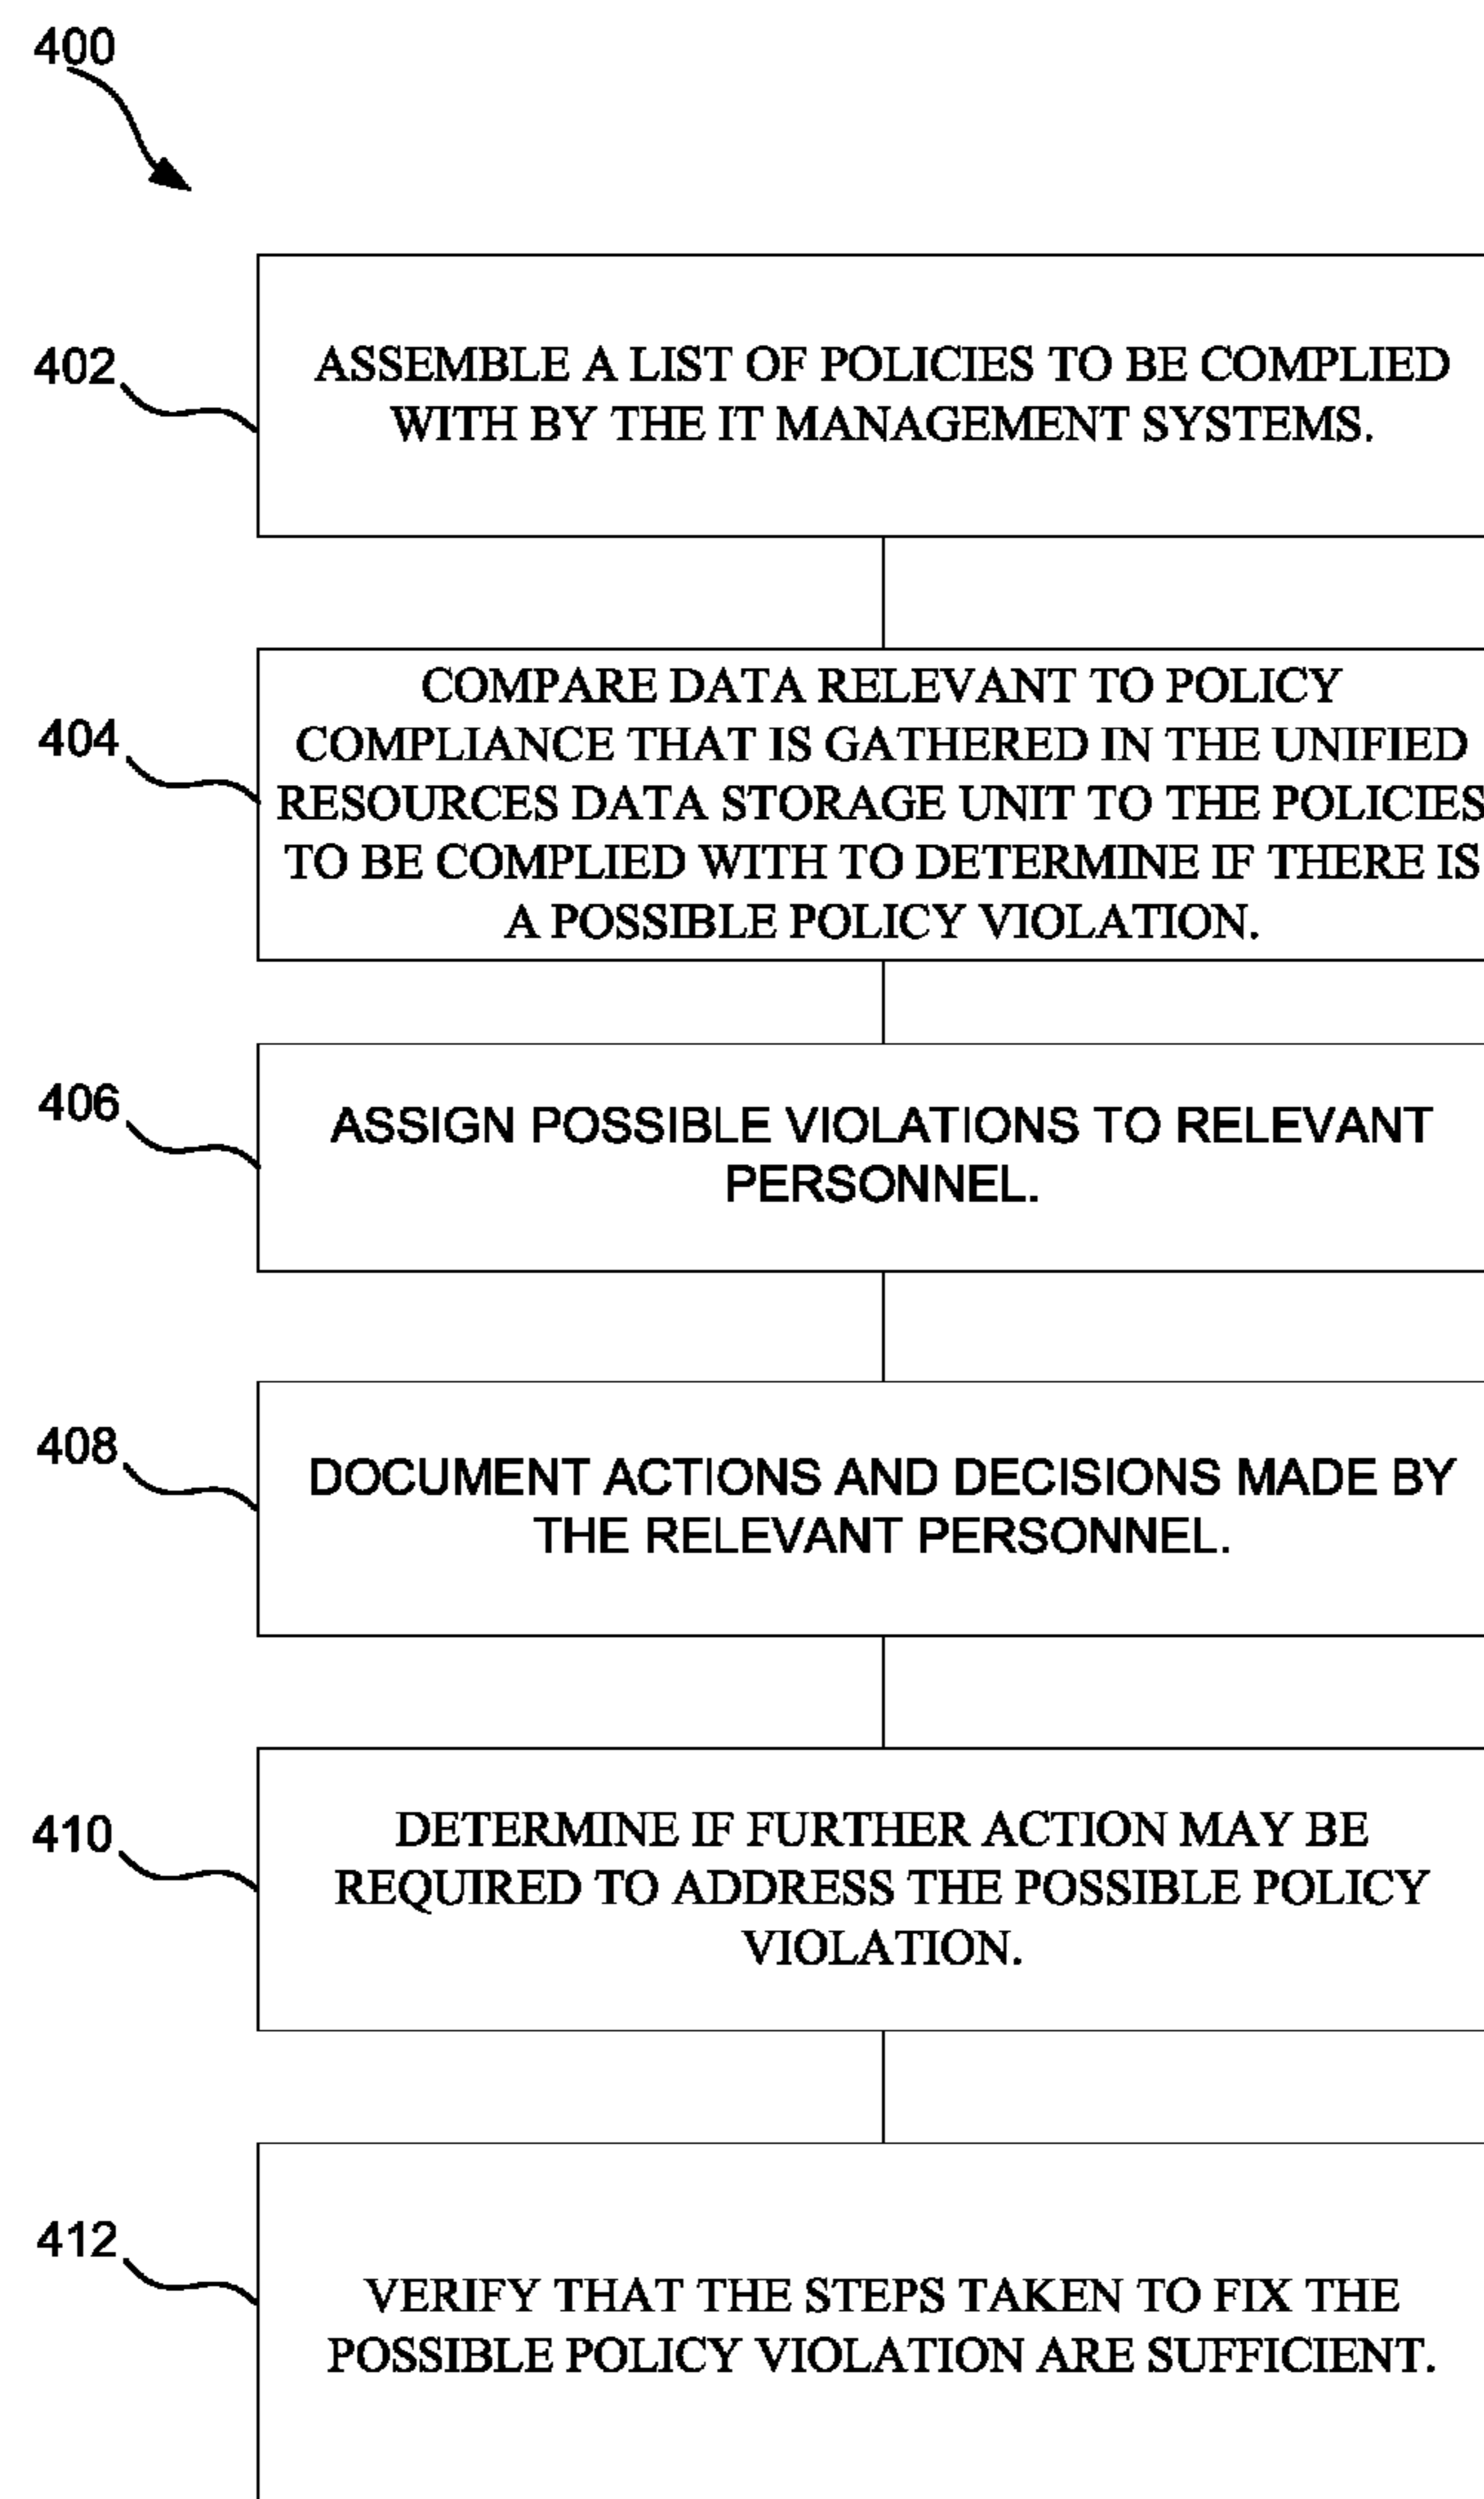 400
402
ASSEMBLE A LIST OF POLICIES TO BE COMPLIED
WITH BY THE IT MANAGEMENT SYSTEMS.
404
COMPARE DATA RELEVANT TO POLICY
COMPLIANCE THAT IS GATHERED IN THE UNIFIED
RESOURCES DATA STORAGE UNIT TO THE POLICIES
TO BE COMPLIED WITH TO DETERMINE IF THERE IS
A POSSIBLE POLICY VIOLATION.
406
ASSIGN POSSIBLE VIOLATIONS TO RELEVANT
PERSONNEL.
408
DOCUMENT ACTIONS AND DECISIONS MADE BY
THE RELEVANT PERSONNEL.
410
DETERMINE IF FURTHER ACTION MAY BE
REQUIRED TO ADDRESS THE POSSIBLE POLICY
VIOLATION.
412
VERIFY THAT THE STEPS TAKEN TO FIX THE
POSSIBLE POLICY VIOLATION ARE SUFFICIENT.